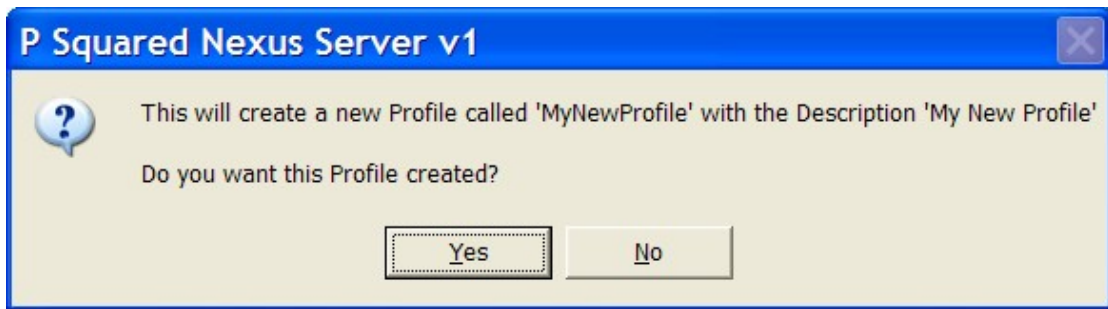 P Squared Nexus Server v1
This will create a new Profile called 'MyNewProfile' with the Description 'My New Profile'
Do you want this Profile created?
Yes
No